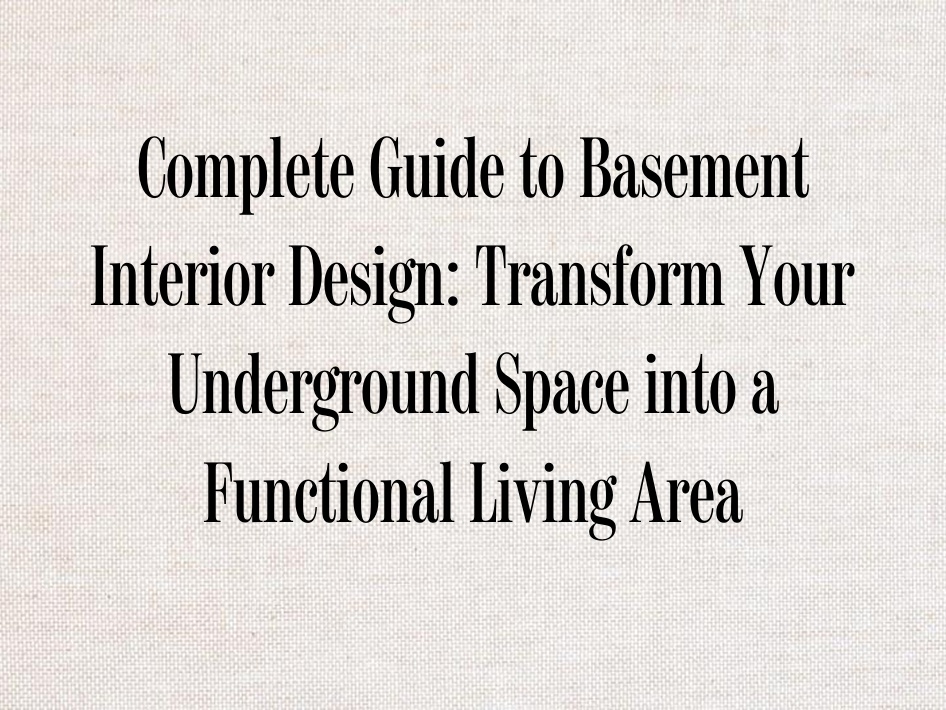 Complete Guide to Basement
Interior Design: Transform Your
Underground Space into a
Functional Living Area